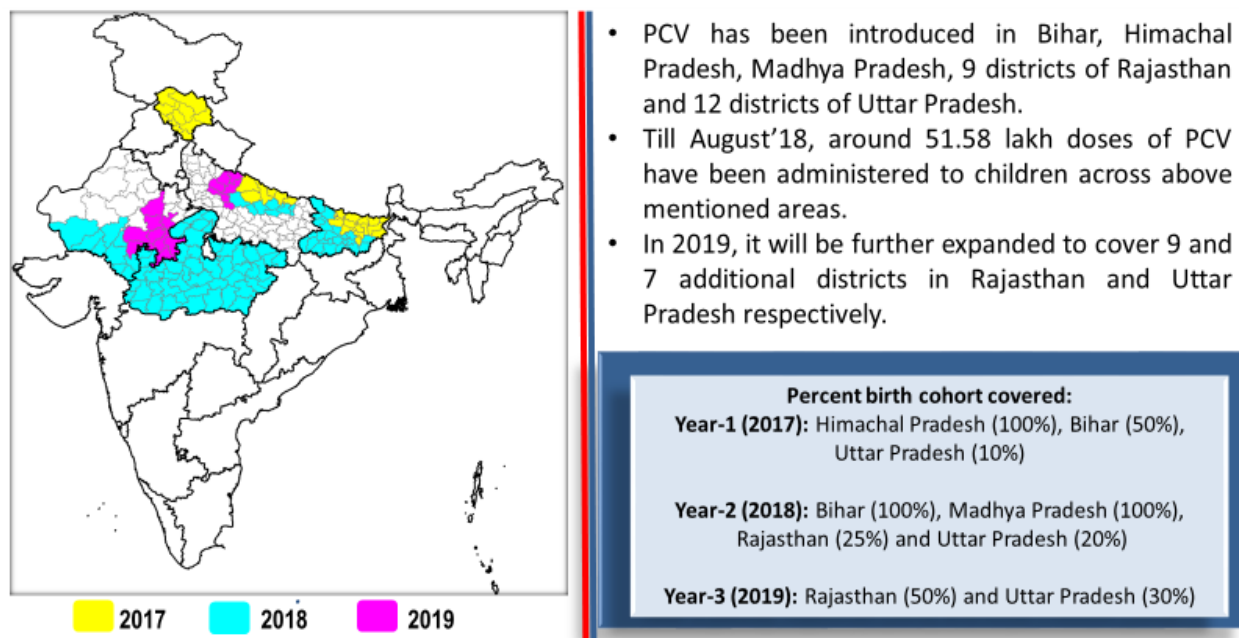 • PCV has been introduced in Bihar, Himachal
Pradesh, Madhya Pradesh, 9 districts of Rajasthan
and 12 districts of Uttar Pradesh.
• Till August’18, around 51.58 lakh doses of PCV
have been administered to children across above
mentioned areas.
• In 2019, it will be further expanded to cover 9 and
7 additional districts in Rajasthan and Uttar
Pradesh respectively.
Percent birth cohort covered:
Year-1 (2017): Himachal Pradesh (100%), Bihar (50%),
Uttar Pradesh (10%)
Year-2 (2018): Bihar (100%), Madhya Pradesh (100%),
Rajasthan (25%) and Uttar Pradesh (20%)
Year-3 (2019): Rajasthan (50%) and Uttar Pradesh (30%)
2017 2018 2019